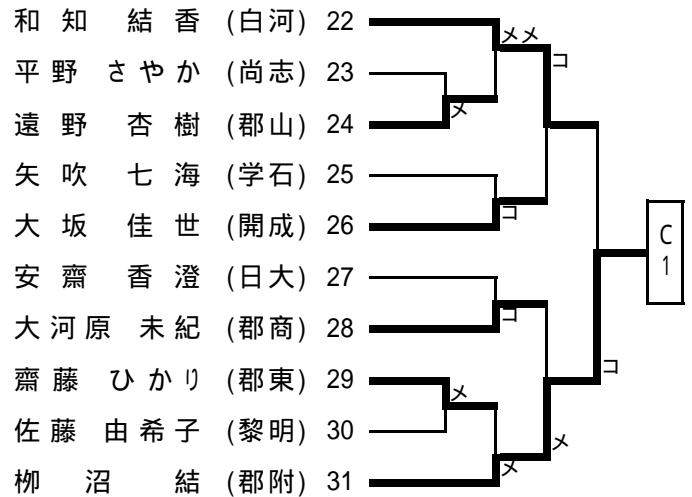 和知 結香 (白河) 22
メメ
コ
平野 さやか (尚志) 23
メ
遠野 杏樹 (郡山) 24
矢吹 七海 (学石) 25
コ
大坂 佳世 (開成) 26
C
1
安齋 香澄 (日大) 27
コ
大河原 未紀 (郡商) 28
コ
齋藤 ひかり (郡東) 29
メ
佐藤 由希子 (黎明) 30
メ
メ
栁沼 結 (郡附) 31